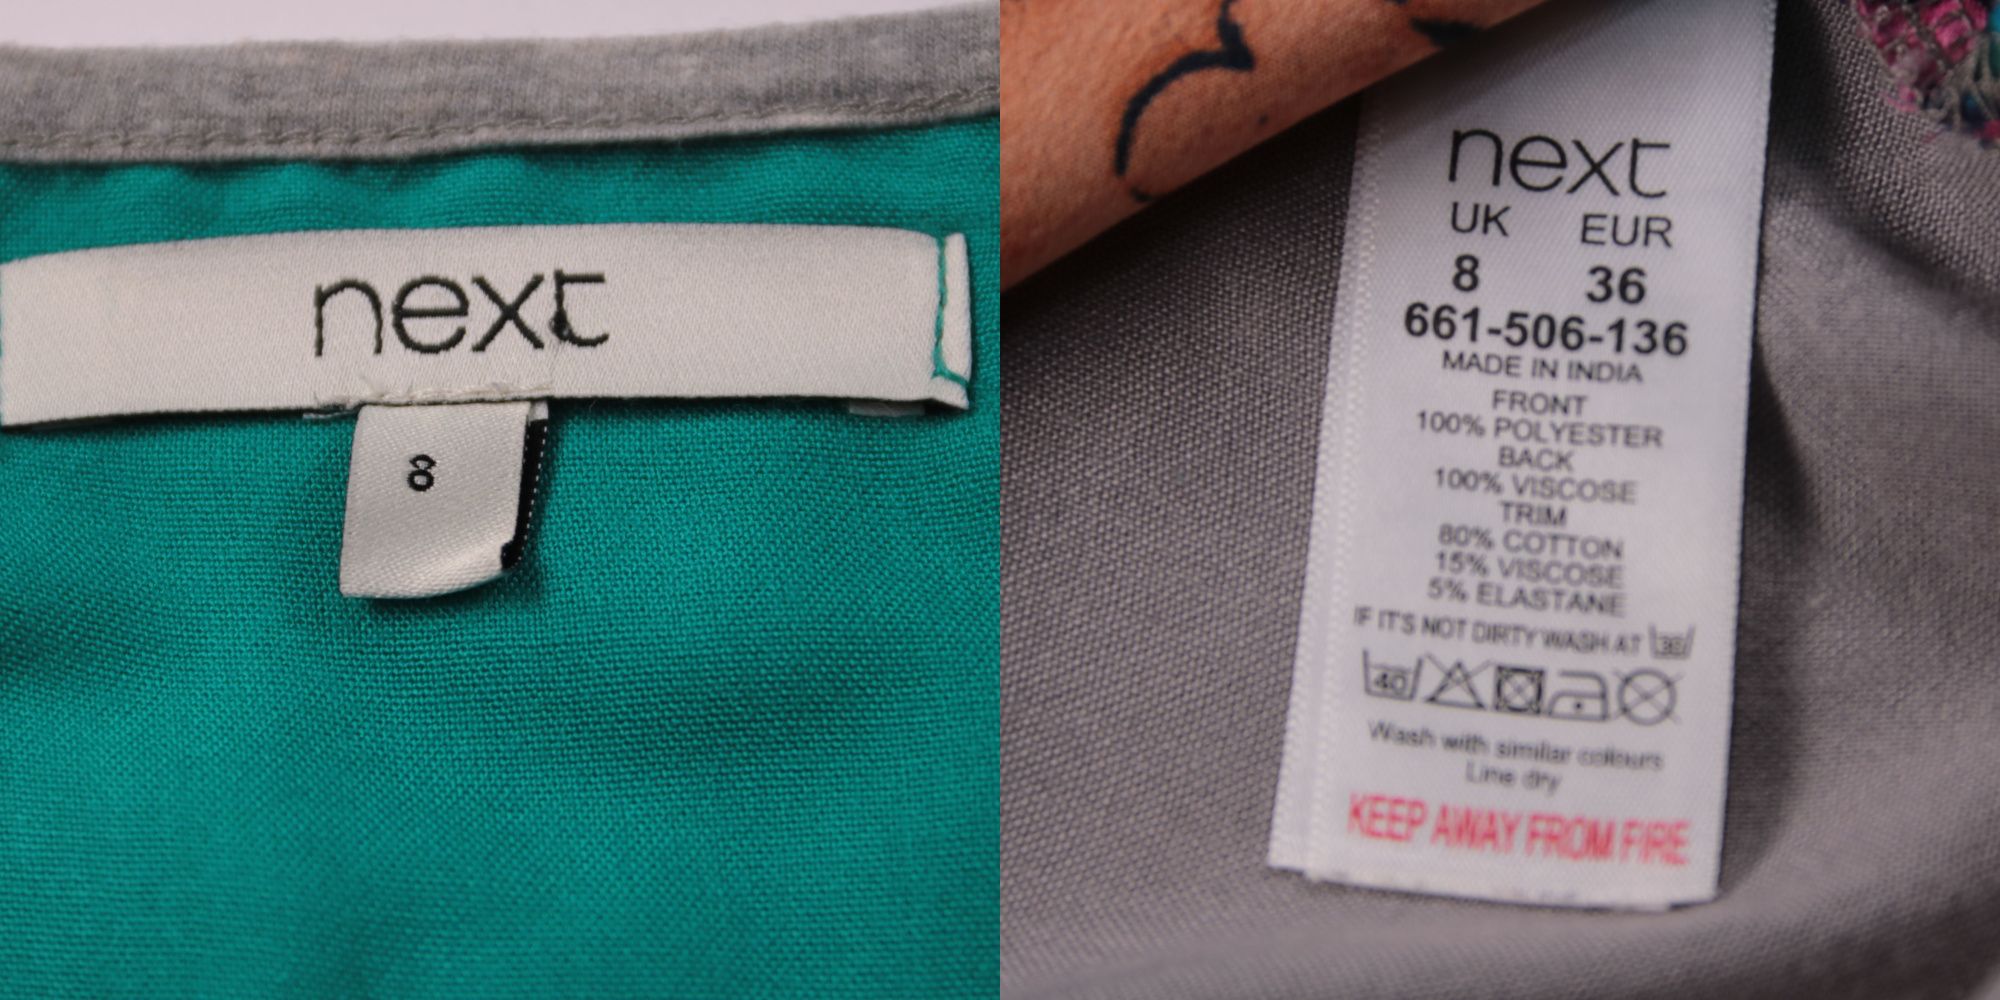 next
8
next
UK EUR
8 36
661-506-136
MADE IN INDIA
FRONT
100% POLYESTER
BACK
100% VISCOSE
TRIM
80% COTTON
15% VISCOSE
5% ELASTANE
IF IT'S NOT DIRTY WASH AT 30
40
Wash with similar colours
Line dry
KEEP AWAY FROM FIRE